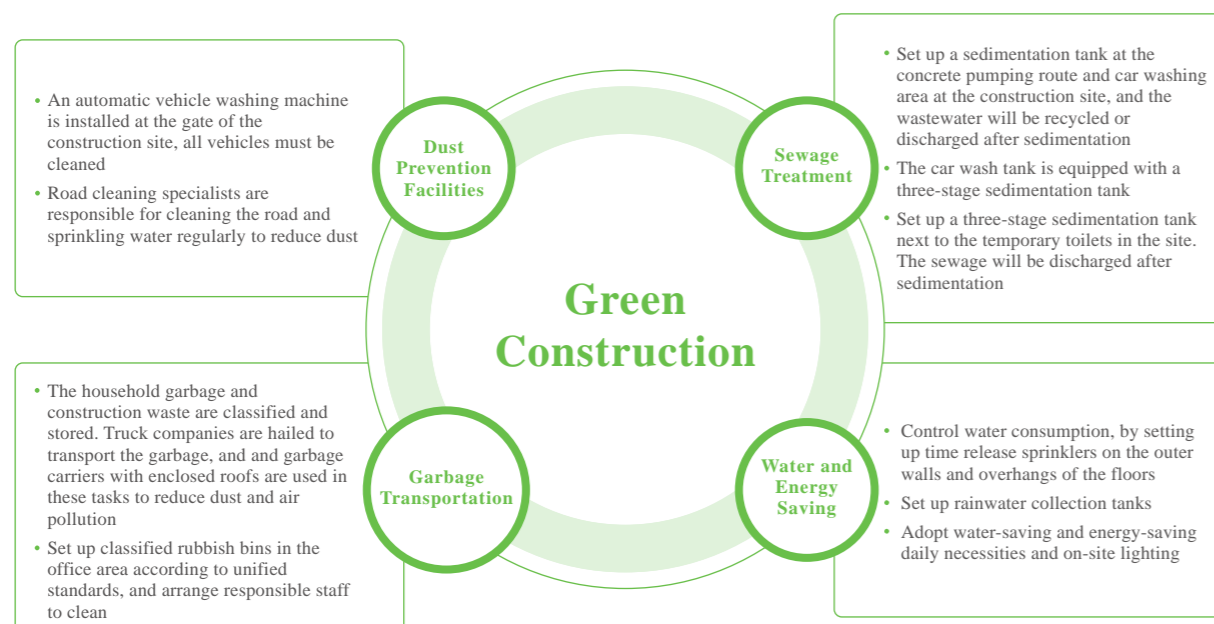 • An automatic vehicle washing machine
is installed at the gate of the
construction site, all vehicles must be
cleaned
• Road cleaning specialists are
responsible for cleaning the road and
sprinkling water regularly to reduce dust
Dust
Prevention
Facilities
Sewage
Treatment
• Set up a sedimentation tank at the
concrete pumping route and car washing
area at the construction site, and the
wastewater will be recycled or
discharged after sedimentation
• The car wash tank is equipped with a
three-stage sedimentation tank
• Set up a three-stage sedimentation tank
next to the temporary toilets in the site.
The sewage will be discharged after
sedimentation
Green
Construction
• The household garbage and
construction waste are classified and
stored. Truck companies are hailed to
transport the garbage, and and garbage
carriers with enclosed roofs are used in
these tasks to reduce dust and air
pollution
• Set up classified rubbish bins in the
office area according to unified
standards, and arrange responsible staff
to clean
Garbage
Transportation
Water and
Energy
Saving
• Control water consumption, by setting
up time release sprinklers on the outer
walls and overhangs of the floors
• Set up rainwater collection tanks
• Adopt water-saving and energy-saving
daily necessities and on-site lighting